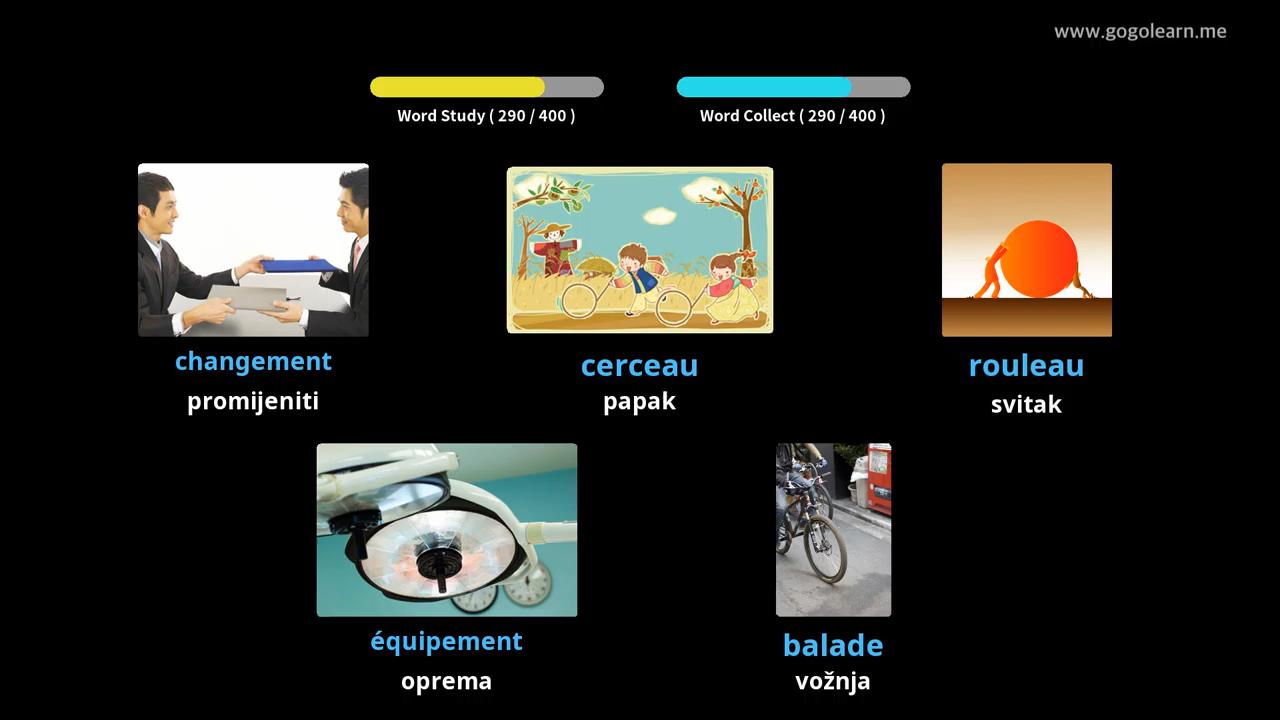 www.gogolearn.me
Word Study ( 290 / 400 )
Word Collect ( 290 / 400 )
changement
promijeniti
cerceau
papak
rouleau
svitak
équipement
oprema
balade
vožnja